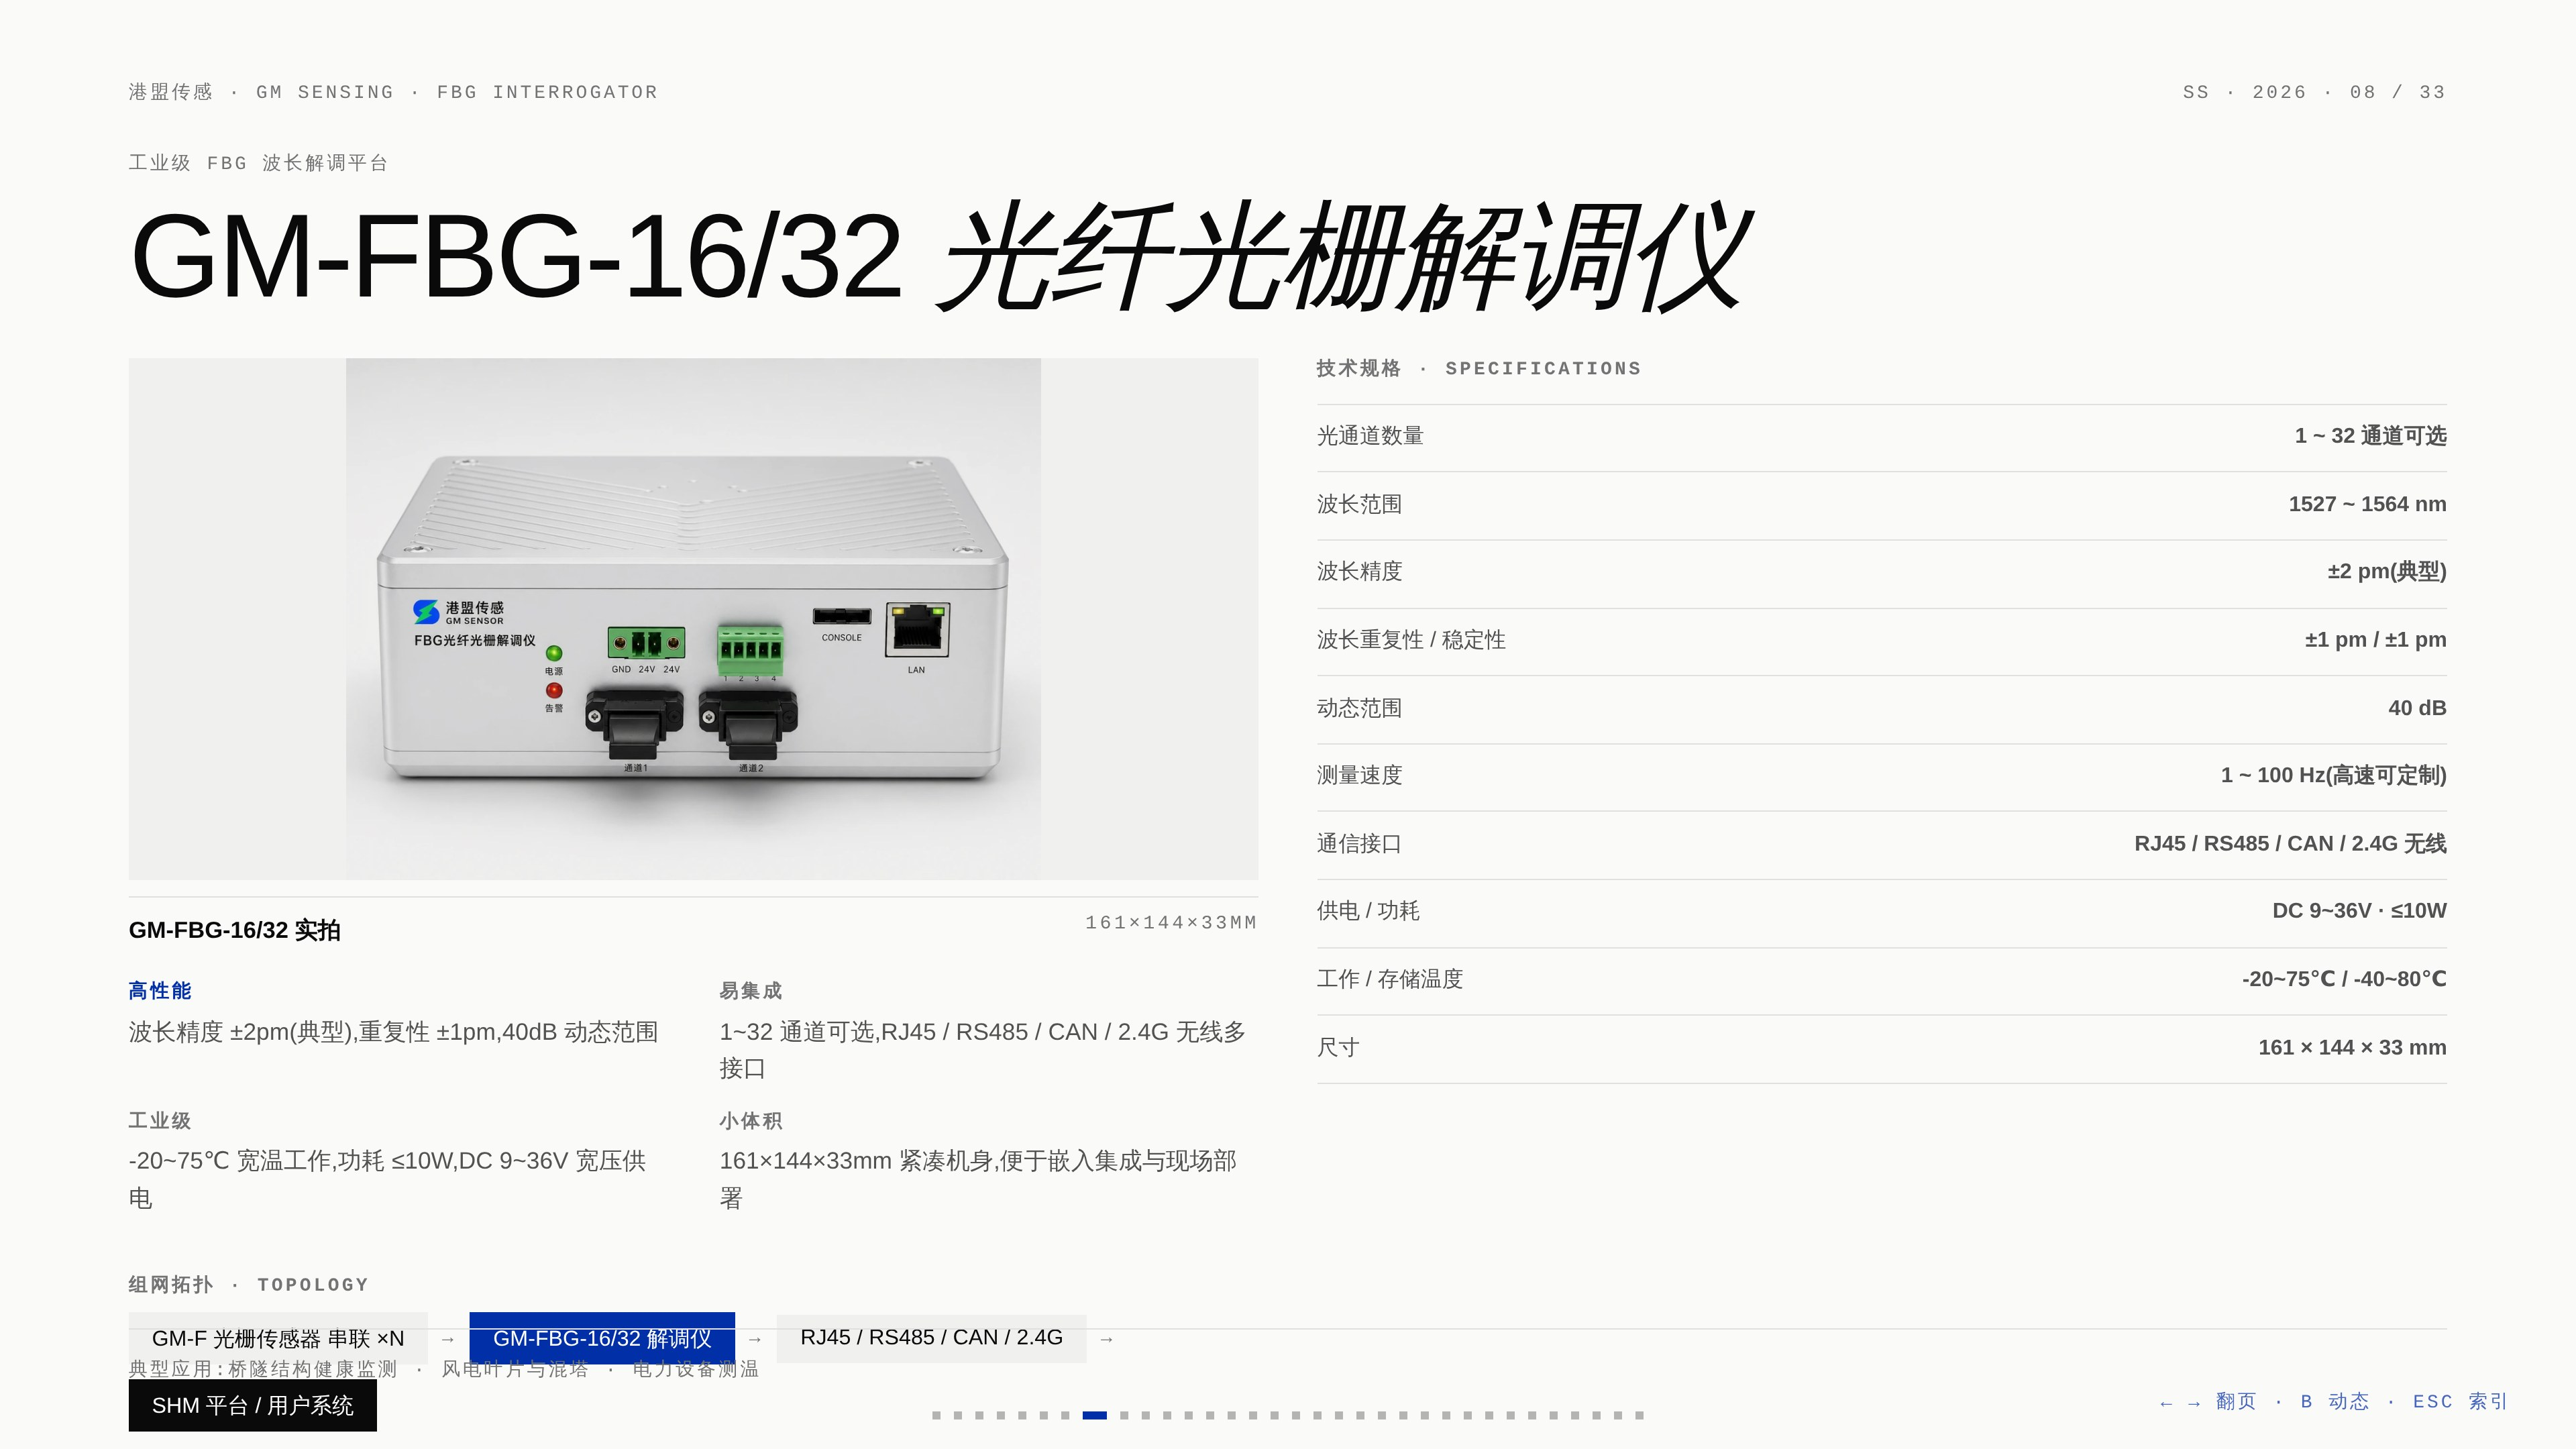 港盟传感 · GM SENSING · FBG INTERROGATOR
SS · 2026 · 08 / 33
工业级 FBG 波长解调平台
GM-FBG-16/32 光纤光栅解调仪
港盟传感
GM SENSOR
FBG光纤光栅解调仪
电源
告警
GND 24V 24V
1 2 3 4
CONSOLE
LAN
通道1
通道2
GM-FBG-16/32 实拍
161×144×33MM
高性能
波长精度 ±2pm(典型),重复性 ±1pm,40dB 动态范围
易集成
1~32 通道可选,RJ45 / RS485 / CAN / 2.4G 无线多
接口
工业级
-20~75℃ 宽温工作,功耗 ≤10W,DC 9~36V 宽压供
电
小体积
161×144×33mm 紧凑机身,便于嵌入集成与现场部
署
技术规格 · SPECIFICATIONS
光通道数量 1 ~ 32 通道可选
波长范围 1527 ~ 1564 nm
波长精度 ±2 pm(典型)
波长重复性 / 稳定性 ±1 pm / ±1 pm
动态范围 40 dB
测量速度 1 ~ 100 Hz(高速可定制)
通信接口 RJ45 / RS485 / CAN / 2.4G 无线
供电 / 功耗 DC 9~36V · ≤10W
工作 / 存储温度 -20~75℃ / -40~80℃
尺寸 161 × 144 × 33 mm
组网拓扑 · TOPOLOGY
GM-F 光栅传感器 串联 ×N → GM-FBG-16/32 解调仪 → RJ45 / RS485 / CAN / 2.4G →
典型应用:桥隧结构健康监测 · 风电叶片与混塔 · 电力设备测温
SHM 平台 / 用户系统
← → 翻页 · B 动态 · ESC 索引